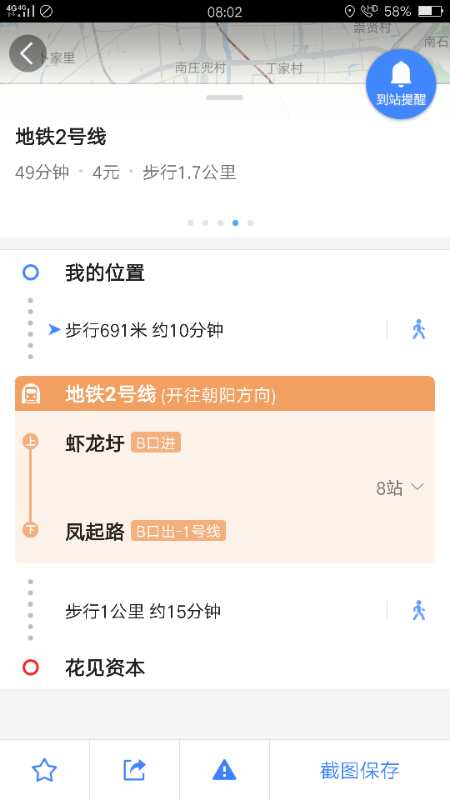 4G 4G 08:02 HD 58%
卜家里
崇贤村
南石
南庄兜村
丁家村
到站提醒
地铁2号线
49分钟 · 4元 · 步行1.7公里
我的位置
步行691米 约10分钟
地铁2号线 (开往朝阳方向)
上 虾龙圩 B口进
8站
下 凤起路 B口出-1号线
步行1公里 约15分钟
花见资本
截图保存